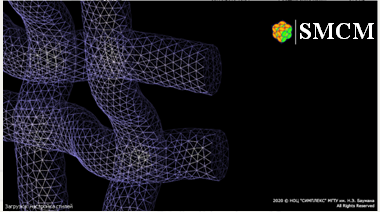 SMCM
Загрузка: настройка стилей
2020 © НОЦ "СИМПЛЕКС" МГТУ им. Н.Э. Баумана
All Rights Reserved